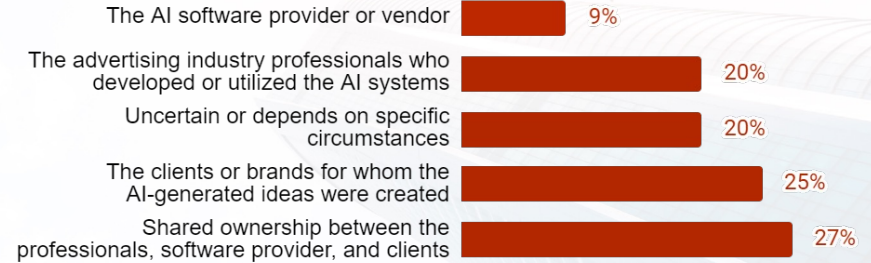 The AI software provider or vendor
9%
The advertising industry professionals who
developed or utilized the AI systems
20%
Uncertain or depends on specific
circumstances
20%
The clients or brands for whom the
AI-generated ideas were created
25%
Shared ownership between the
professionals, software provider, and clients
27%